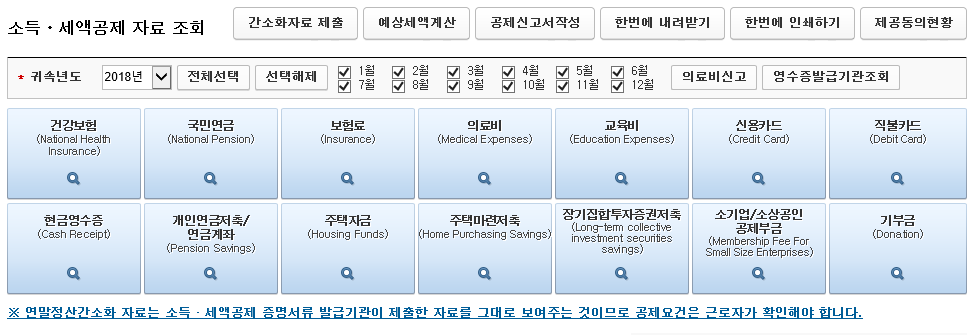 소득·세액공제 자료 조회
간소화자료 제출
예상세액계산
공제신고서작성
한번에 내려받기
한번에 인쇄하기
제공동의현황
* 귀속년도
2018년
전체선택
선택해제
1월 2월 3월 4월 5월 6월
7월 8월 9월 10월 11월 12월
의료비신고
영수증발급기관조회
건강보험
(National Health
Insurance)
국민연금
(National Pension)
보험료
(Insurance)
의료비
(Medical Expenses)
교육비
(Education Expenses)
신용카드
(Credit Card)
직불카드
(Debit Card)
현금영수증
(Cash Receipt)
개인연금저축/
연금계좌
(Pension Savings)
주택자금
(Housing Funds)
주택마련저축
(Home Purchasing Savings)
장기집합투자증권저축
(Long-term collective
investment securities
savings)
소기업/소상공인
공제부금
(Membership Fee For
Small Size Enterprises)
기부금
(Donation)
※ 연말정산간소화 자료는 소득·세액공제 증명서류 발급기관이 제출한 자료를 그대로 보여주는 것이므로 공제요건은 근로자가 확인해야 합니다.